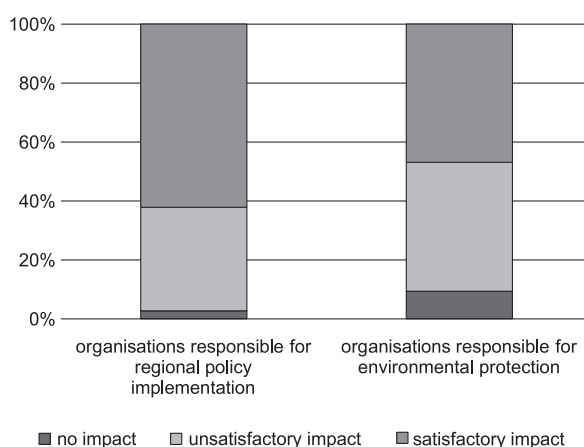 100%
80%
60%
40%
20%
0%
organisations responsible for
regional policy
implementation
organisations responsible for
environmental protection
no impact unsatisfactory impact satisfactory impact